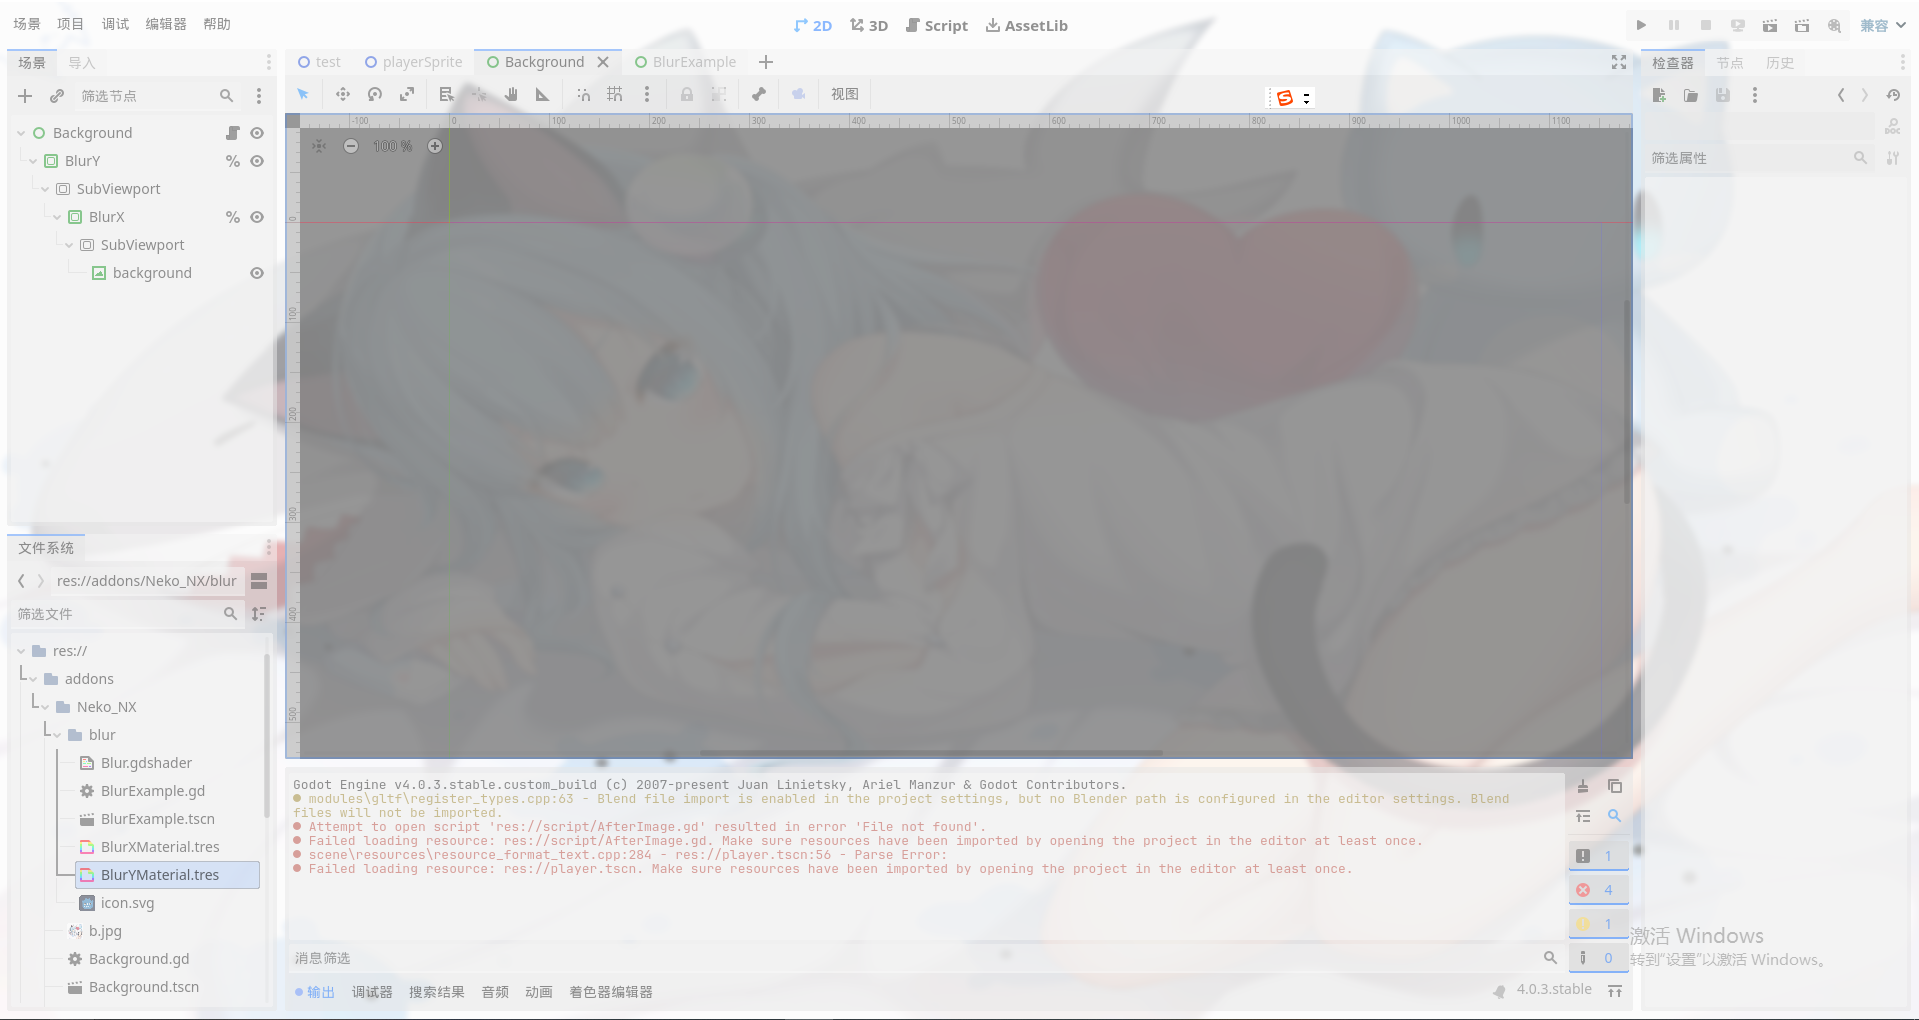 场景 项目 调试 编辑器 帮助
2D 3D Script AssetLib
兼容
场景 导入
筛选节点
Background
BlurY
SubViewport
BlurX
SubViewport
background
test playerSprite Background BlurExample
视图
-100 0 100 200 300 400 500 600 700 800 900 1000 1100
100 %
0
100
200
300
400
500
检查器 节点 历史
DOC
筛选属性
文件系统
res://addons/Neko_NX/blur
筛选文件
res://
addons
Neko_NX
blur
Blur.gdshader
BlurExample.gd
BlurExample.tscn
BlurXMaterial.tres
BlurYMaterial.tres
icon.svg
b.jpg
Background.gd
Background.tscn
Godot Engine v4.0.3.stable.custom_build (c) 2007-present Juan Linietsky, Ariel Manzur & Godot Contributors.
modules\gltf\register_types.cpp:63 - Blend file import is enabled in the project settings, but no Blender path is configured in the editor settings. Blend
files will not be imported.
Attempt to open script 'res://script/AfterImage.gd' resulted in error 'File not found'.
Failed loading resource: res://script/AfterImage.gd. Make sure resources have been imported by opening the project in the editor at least once.
scene\resources\resource_format_text.cpp:284 - res://player.tscn:56 - Parse Error:
Failed loading resource: res://player.tscn. Make sure resources have been imported by opening the project in the editor at least once.
1
4
1
0
消息筛选
输出 调试器 搜索结果 音频 动画 着色器编辑器
4.0.3.stable
激活 Windows
转到“设置”以激活 Windows。